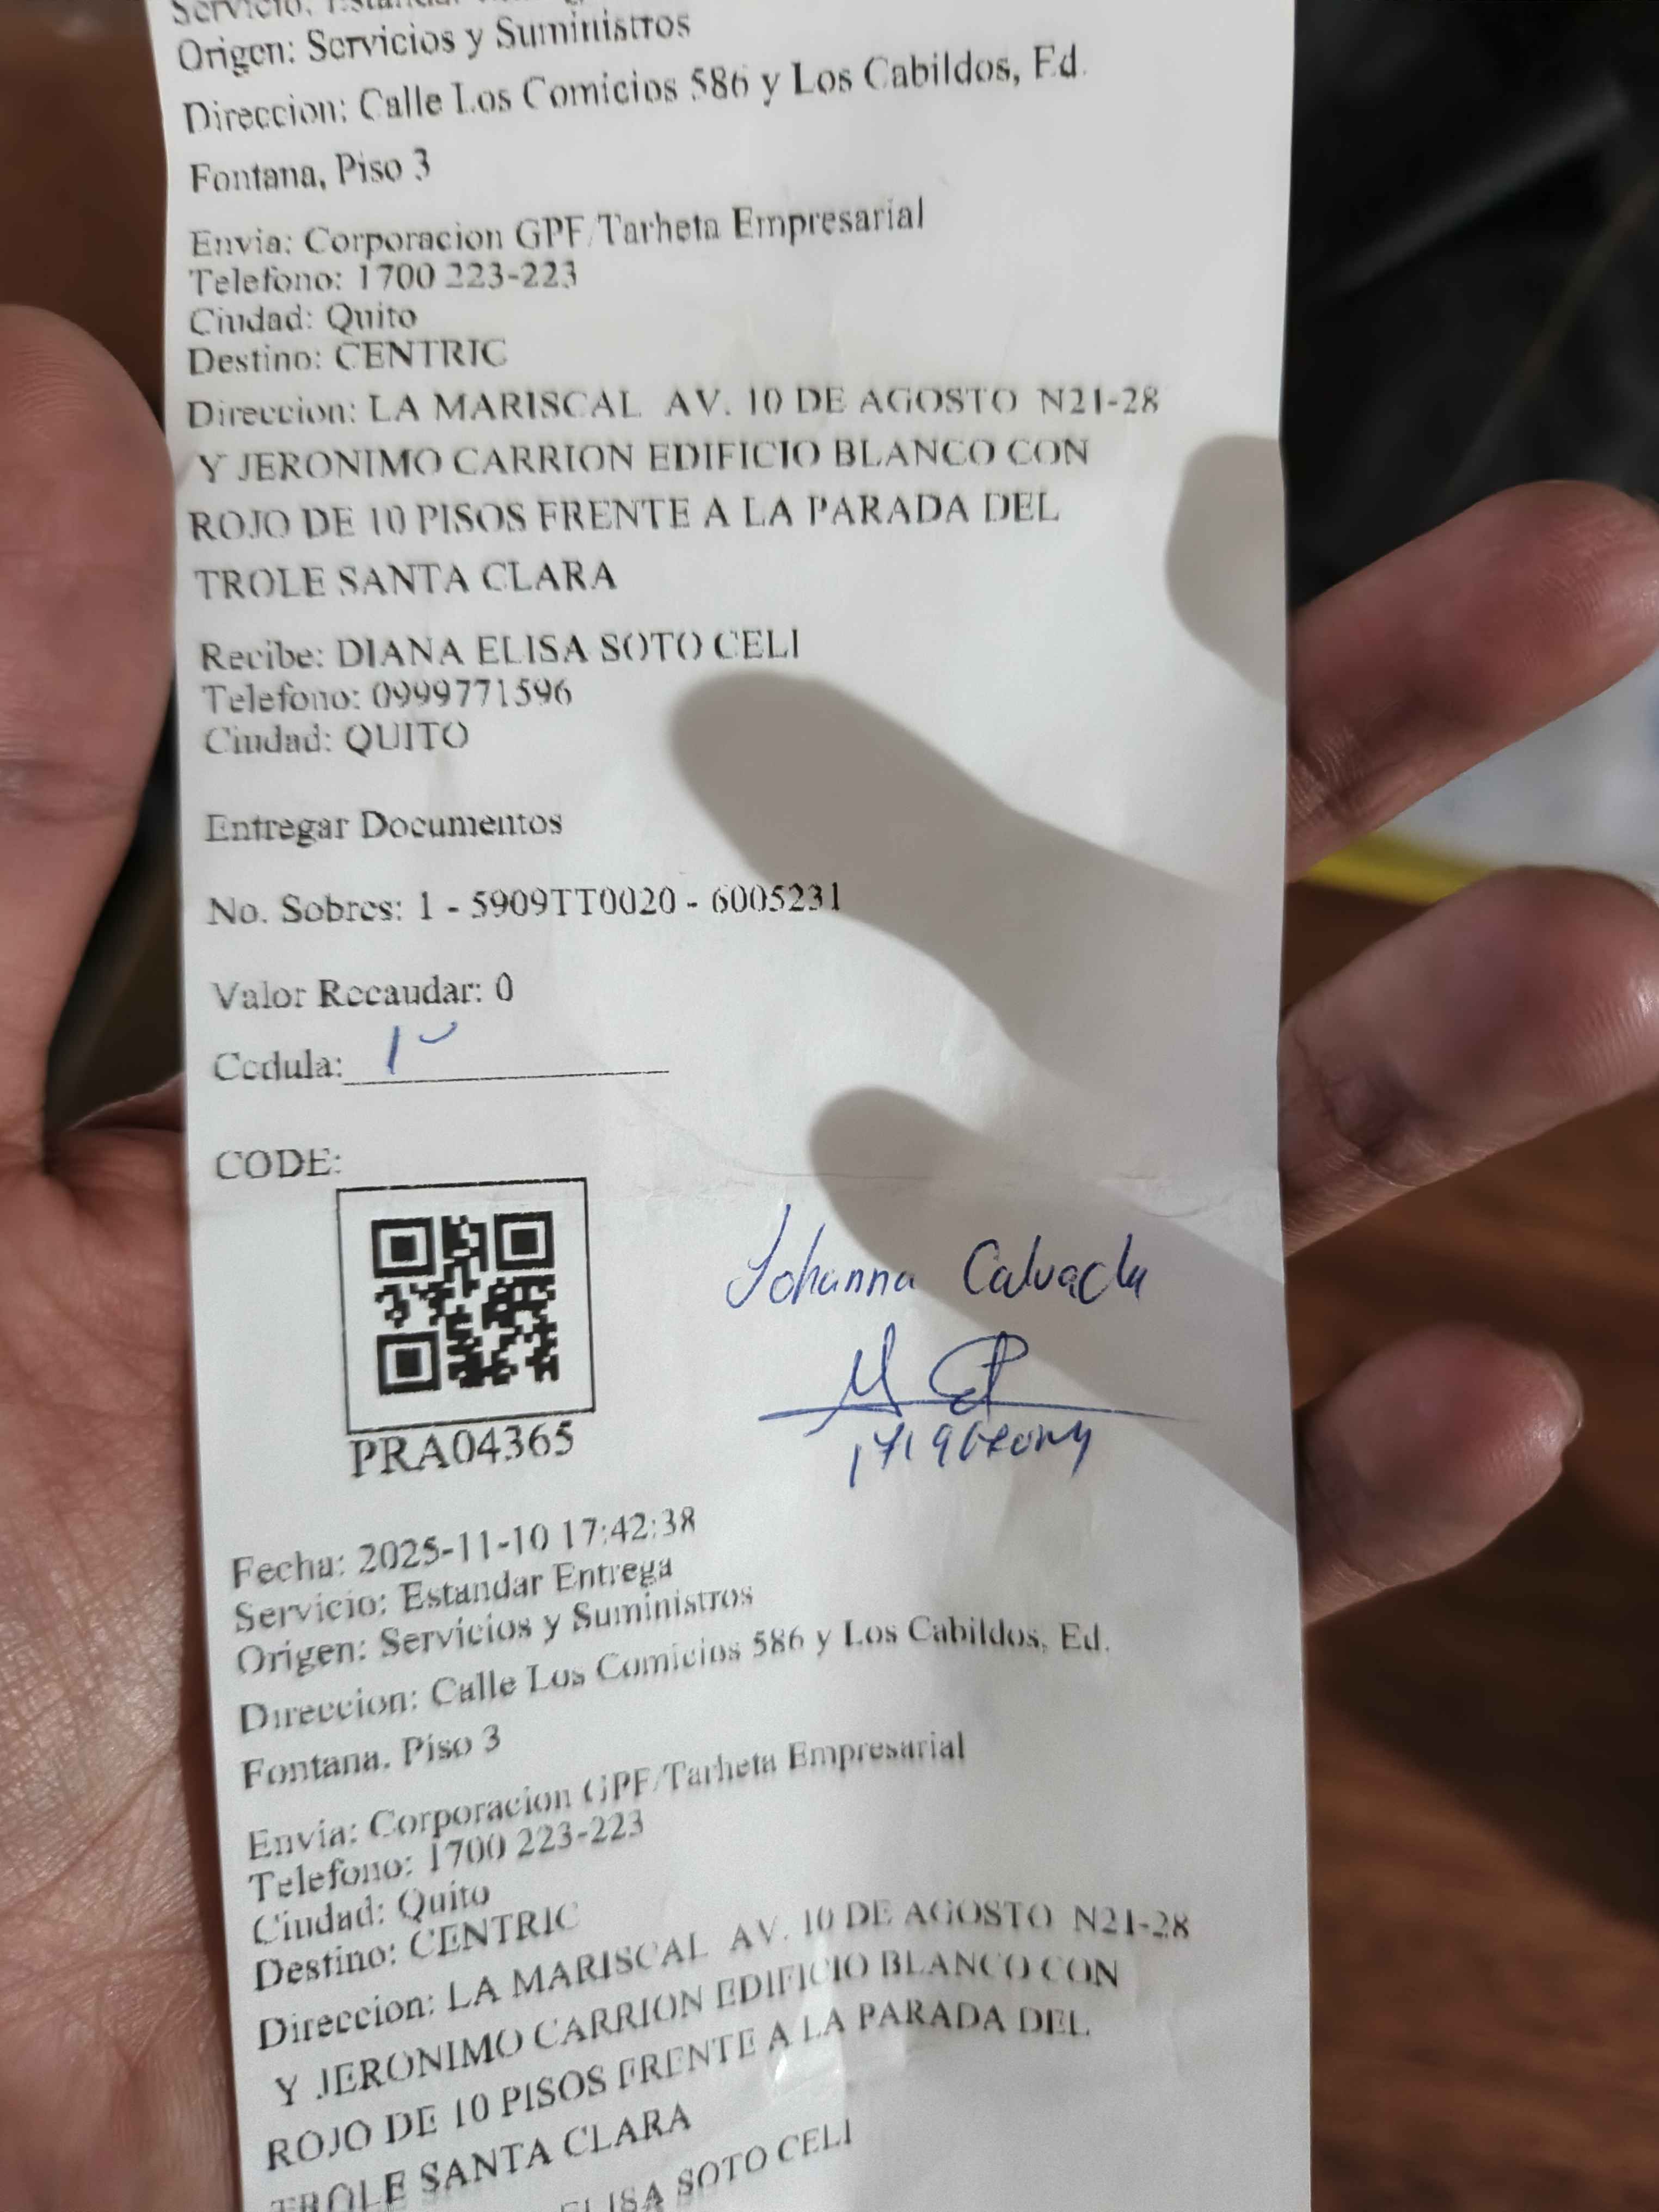 Servicio: Estandar
Origen: Servicios y Suministros
Direccion: Calle Los Comicios 586 y Los Cabildos, Ed.
Fontana, Piso 3
Envia: Corporacion GPF/Tarheta Empresarial
Telefono: 1700 223-223
Ciudad: Quito
Destino: CENTRIC
Direccion: LA MARISCAL AV. 10 DE AGOSTO N21-28
Y JERONIMO CARRION EDIFICIO BLANCO CON
ROJO DE 10 PISOS FRENTE A LA PARADA DEL
TROLE SANTA CLARA
Recibe: DIANA ELISA SOTO CELI
Telefono: 0999771596
Ciudad: QUITO
Entregar Documentos
No. Sobres: 1 - 5909TT0020 - 6005231
Valor Recaudar: 0
Cedula:
CODE:
Johanna
PRA04365
Fecha: 2025-11-10 17:42:38
Servicio: Estandar Entrega
Origen: Servicios y Suministros
Direccion: Calle Los Comicios 586 y Los Cabildos, Ed.
Fontana, Piso 3
Envia: Corporacion GPF/Tarheta Empresarial
Telefono: 1700 223-223
Ciudad: Quito
Destino: CENTRIC
Direccion: LA MARISCAL AV. 10 DE AGOSTO N21-28
Y JERONIMO CARRION EDIFICIO BLANCO CON
ROJO DE 10 PISOS FRENTE A LA PARADA DEL
TROLE SANTA CLARA
ELISA SOTO CELI